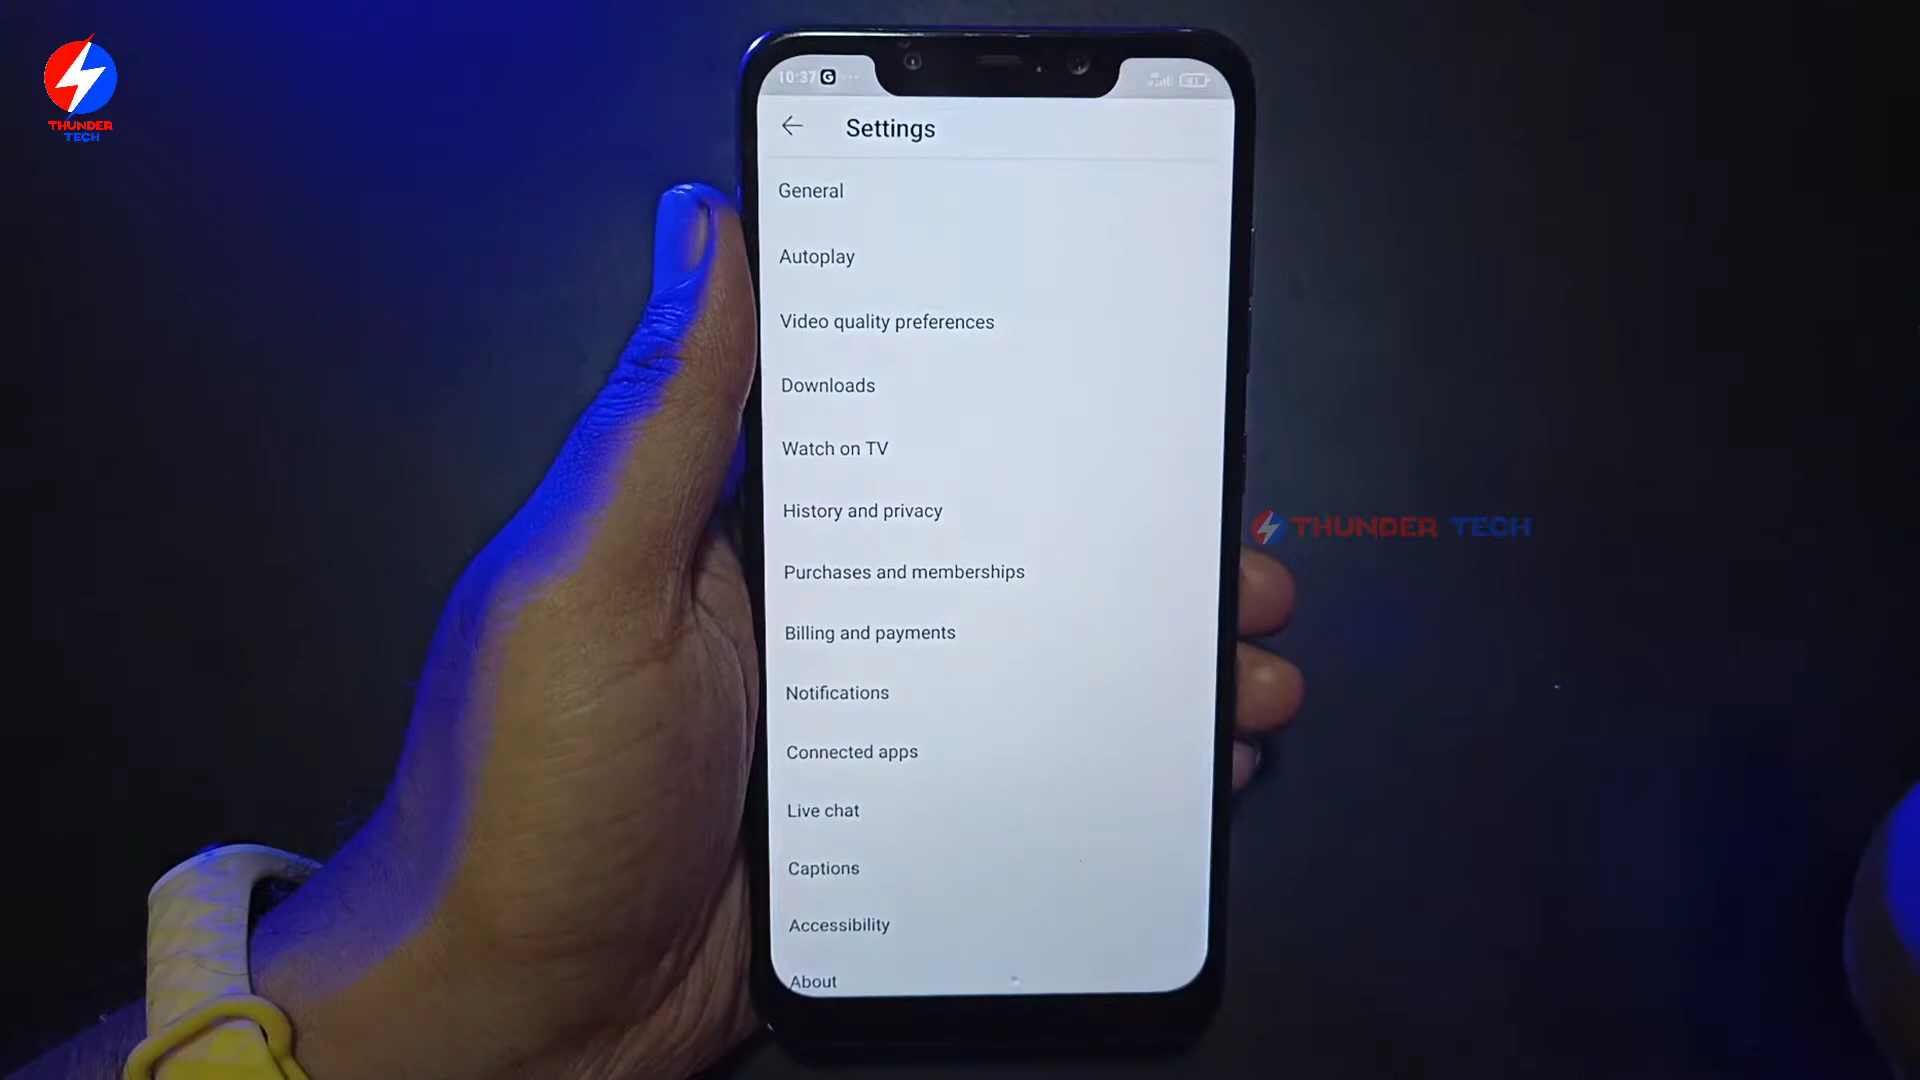 THUNDER
TECH
10:37 G
Settings
General
Autoplay
Video quality preferences
Downloads
Watch on TV
History and privacy
Purchases and memberships
Billing and payments
Notifications
Connected apps
Live chat
Captions
Accessibility
About
THUNDER TECH